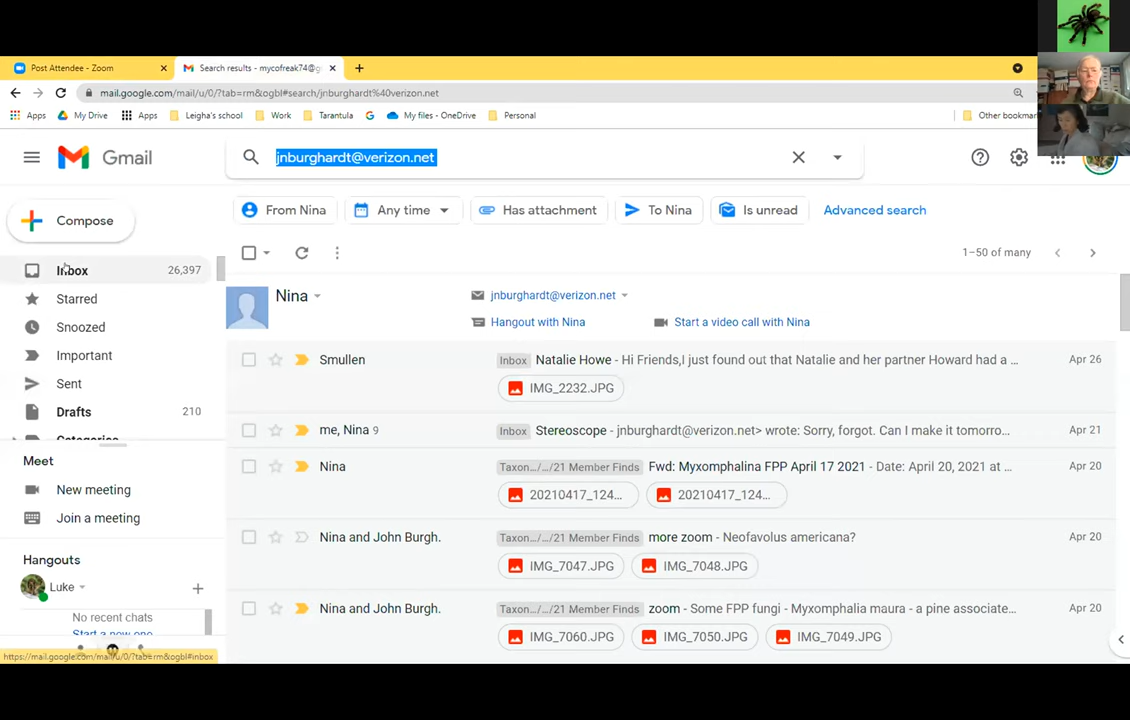 Post Attendee - Zoom
Search results - mycofreak74@g
mail.google.com/mail/u/0/?tab=rm&ogbl#search/jnburghardt%40verizon.net
Apps My Drive Apps Leigha's school Work Tarantula My files - OneDrive Personal Other bookmar
Gmail
jnburghardt@verizon.net
Compose
From Nina Any time Has attachment To Nina Is unread Advanced search
1–50 of many
Inbox 26,397
Starred
Snoozed
Important
Sent
Drafts 210
Categories
Meet
New meeting
Join a meeting
Hangouts
Luke
No recent chats
Start a new one
https://mail.google.com/mail/u/0/?tab=rm&ogbl#inbox
Nina jnburghardt@verizon.net
Hangout with Nina Start a video call with Nina
Smullen Inbox Natalie Howe - Hi Friends,I just found out that Natalie and her partner Howard had a ... Apr 26
IMG_2232.JPG
me, Nina 9 Inbox Stereoscope - jnburghardt@verizon.net> wrote: Sorry, forgot. Can I make it tomorro... Apr 21
Nina Taxon.../.../21 Member Finds Fwd: Myxomphalina FPP April 17 2021 - Date: April 20, 2021 at ... Apr 20
20210417_124... 20210417_124...
Nina and John Burgh. Taxon.../.../21 Member Finds more zoom - Neofavolus americana? Apr 20
IMG_7047.JPG IMG_7048.JPG
Nina and John Burgh. Taxon.../.../21 Member Finds zoom - Some FPP fungi - Myxomphalia maura - a pine associate... Apr 20
IMG_7060.JPG IMG_7050.JPG IMG_7049.JPG